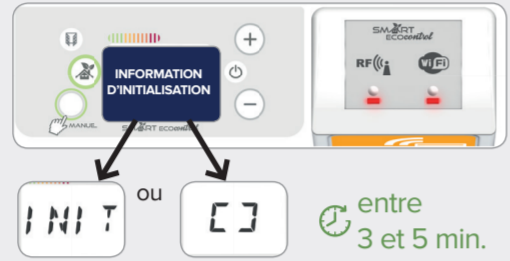 SMART
ECOcontrol
RF
WiFi
INFORMATION
D'INITIALISATION
MANUEL
SMART ECOcontrol
INIT
ou
[ ]
entre
3 et 5 min.